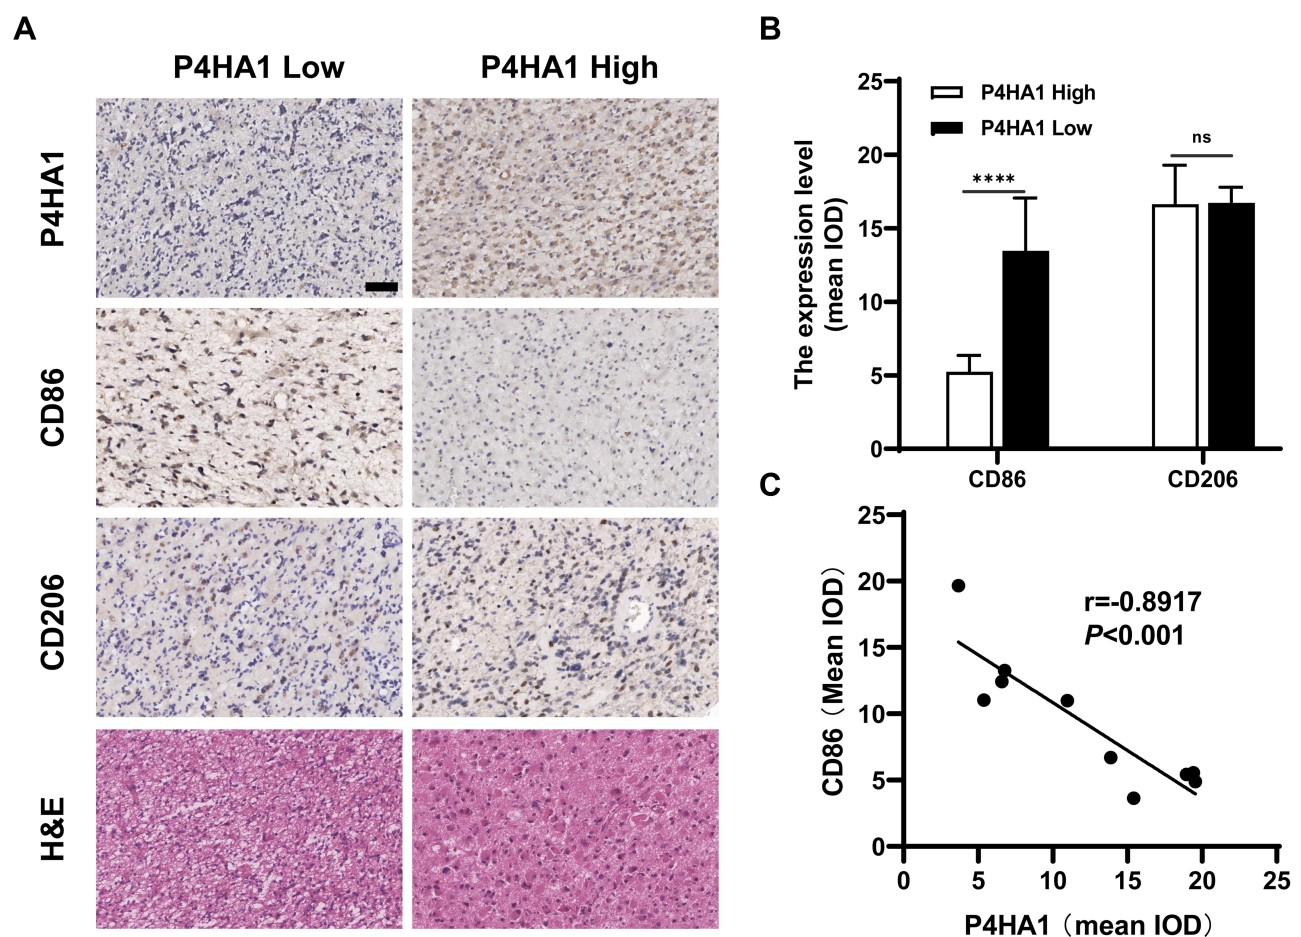 A
P4HA1 Low
P4HA1 High
P4HA1
CD86
CD206
H&E
B
The expression level
(mean IOD)
25
20
15
10
5
0
P4HA1 High
P4HA1 Low
****
ns
CD86
CD206
C
CD86（Mean IOD）
25
20
15
10
5
0
r=-0.8917
P<0.001
0
5
10
15
20
25
P4HA1（mean IOD）